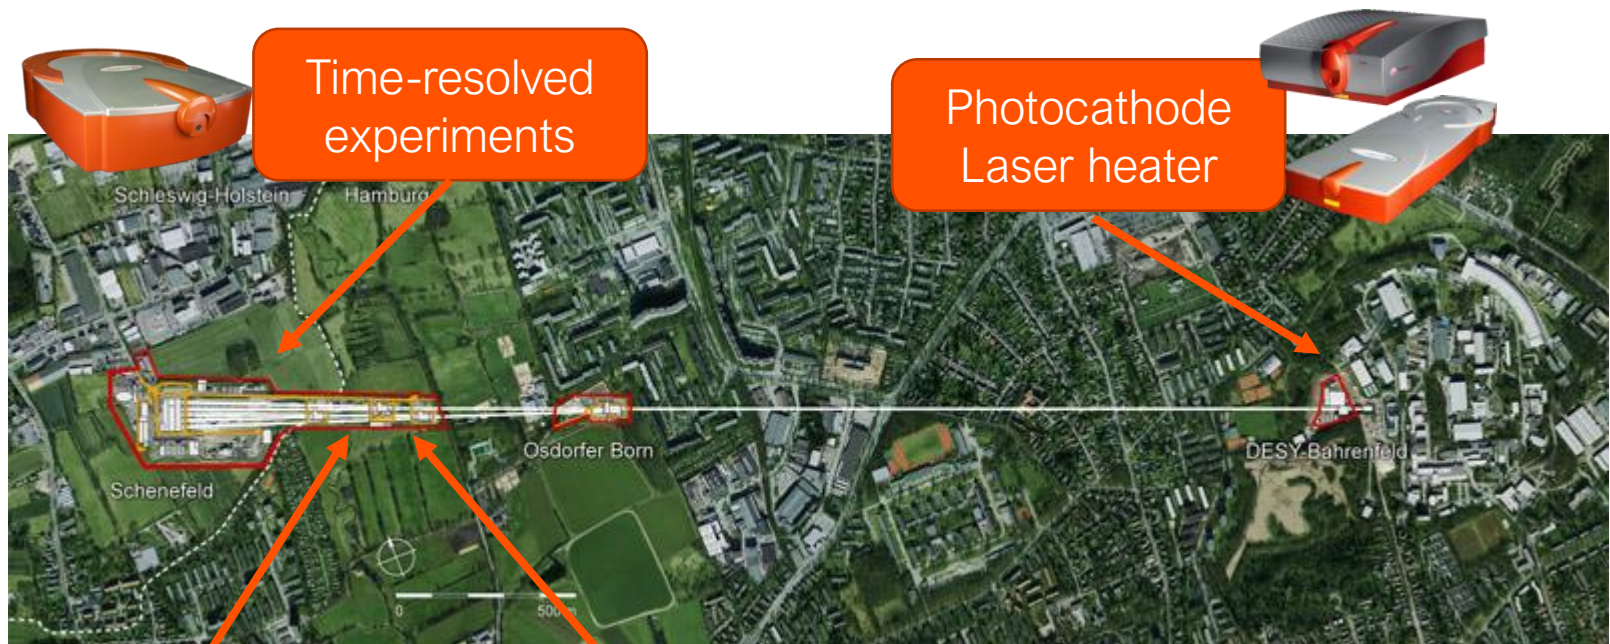 Time-resolved
experiments
Photocathode
Laser heater
Schleswig-Holstein
Hamburg
Osdorfer Born
DESY-Bahrenfeld
Schenefeld
0
500 m